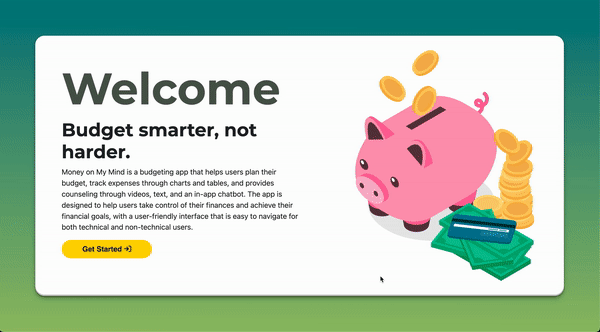 Welcome
Budget smarter, not
harder.
Money on My Mind is a budgeting app that helps users plan their
budget, track expenses through charts and tables, and provides
counseling through videos, text, and an in-app chatbot. The app is
designed to help users take control of their finances and achieve their
financial goals, with a user-friendly interface that is easy to navigate for
both technical and non-technical users.
Get Started